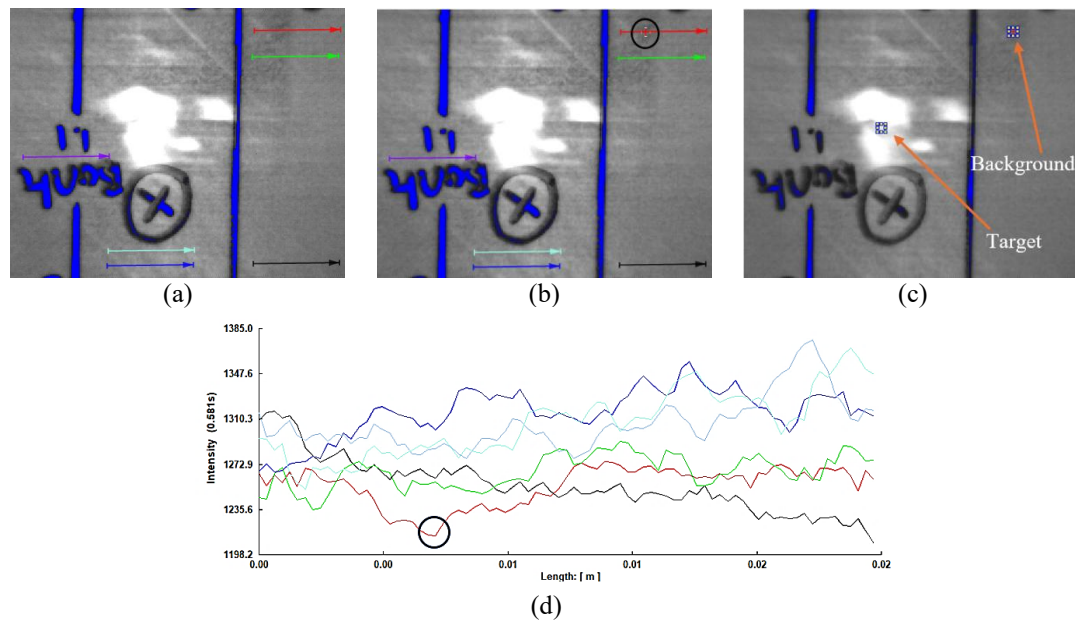 (a)
(b)
(c)
Background
Target
1385.0
1347.6
1310.3
1272.9
1235.6
1198.2
Intensity (0.581s)
0.00
0.00
0.01
0.01
0.02
0.02
Length: [ m ]
(d)